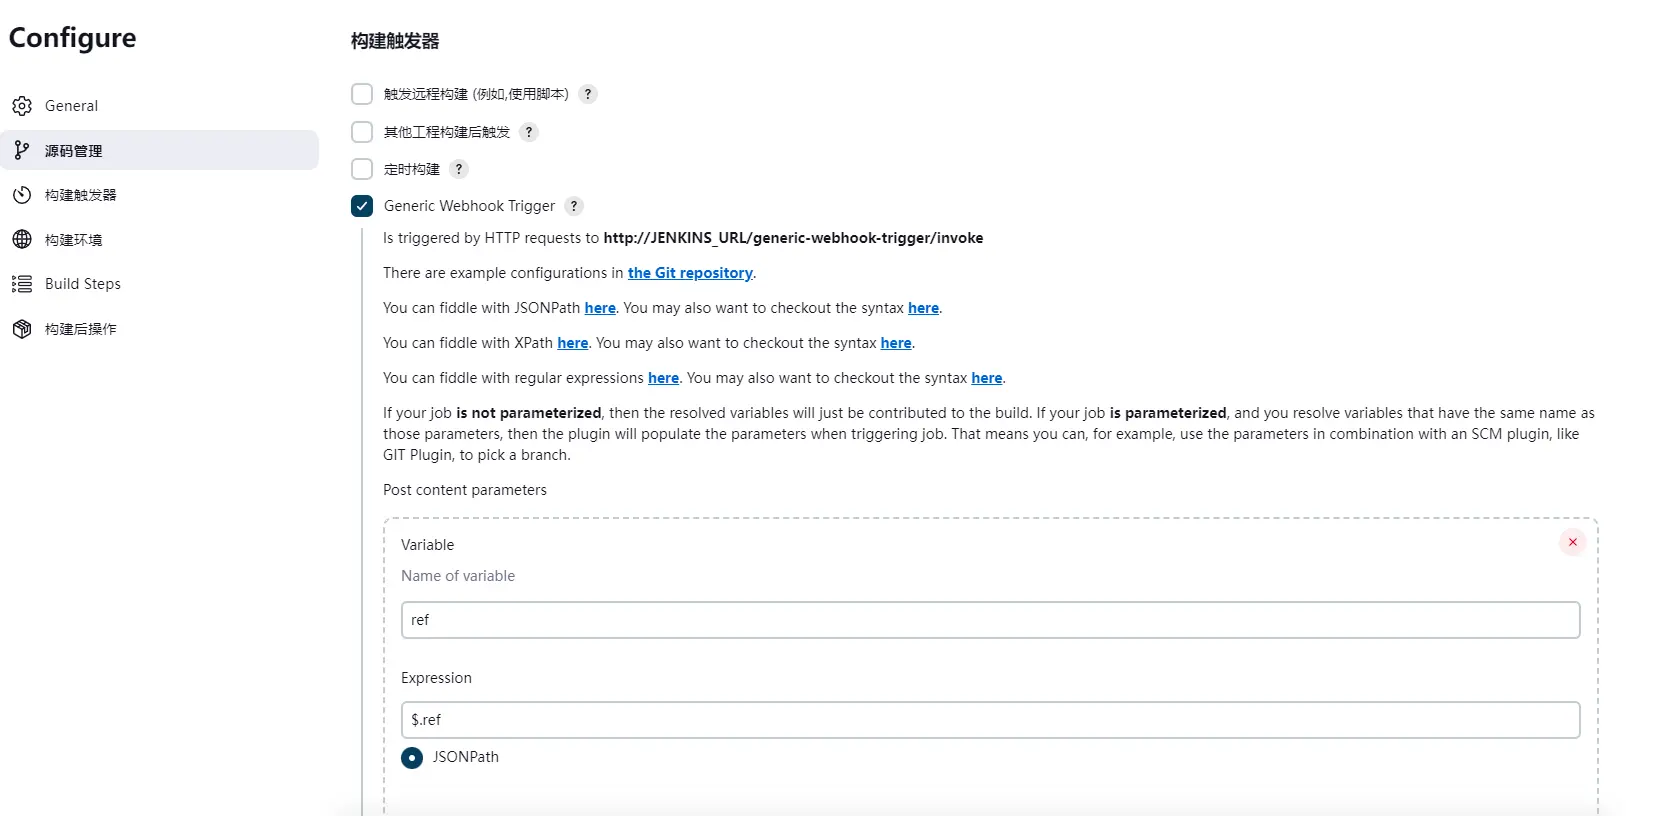 Configure
General
源码管理
构建触发器
构建环境
Build Steps
构建后操作
构建触发器
触发远程构建 (例如,使用脚本) ?
其他工程构建后触发 ?
定时构建 ?
Generic Webhook Trigger ?
Is triggered by HTTP requests to http://JENKINS_URL/generic-webhook-trigger/invoke
There are example configurations in the Git repository.
You can fiddle with JSONPath here. You may also want to checkout the syntax here.
You can fiddle with XPath here. You may also want to checkout the syntax here.
You can fiddle with regular expressions here. You may also want to checkout the syntax here.
If your job is not parameterized, then the resolved variables will just be contributed to the build. If your job is parameterized, and you resolve variables that have the same name as
those parameters, then the plugin will populate the parameters when triggering job. That means you can, for example, use the parameters in combination with an SCM plugin, like
GIT Plugin, to pick a branch.
Post content parameters
Variable
Name of variable
ref
Expression
$.ref
JSONPath